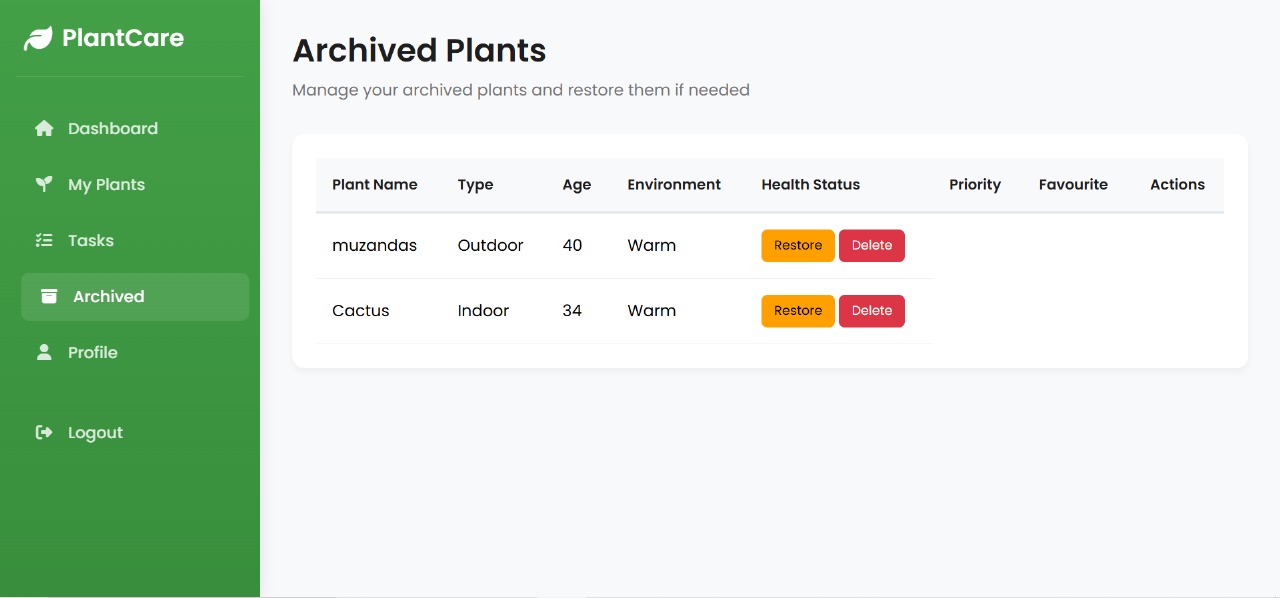 PlantCare
Dashboard
My Plants
Tasks
Archived
Profile
Logout
Archived Plants
Manage your archived plants and restore them if needed
Plant Name Type Age Environment Health Status Priority Favourite Actions
muzandas Outdoor 40 Warm Restore Delete
Cactus Indoor 34 Warm Restore Delete